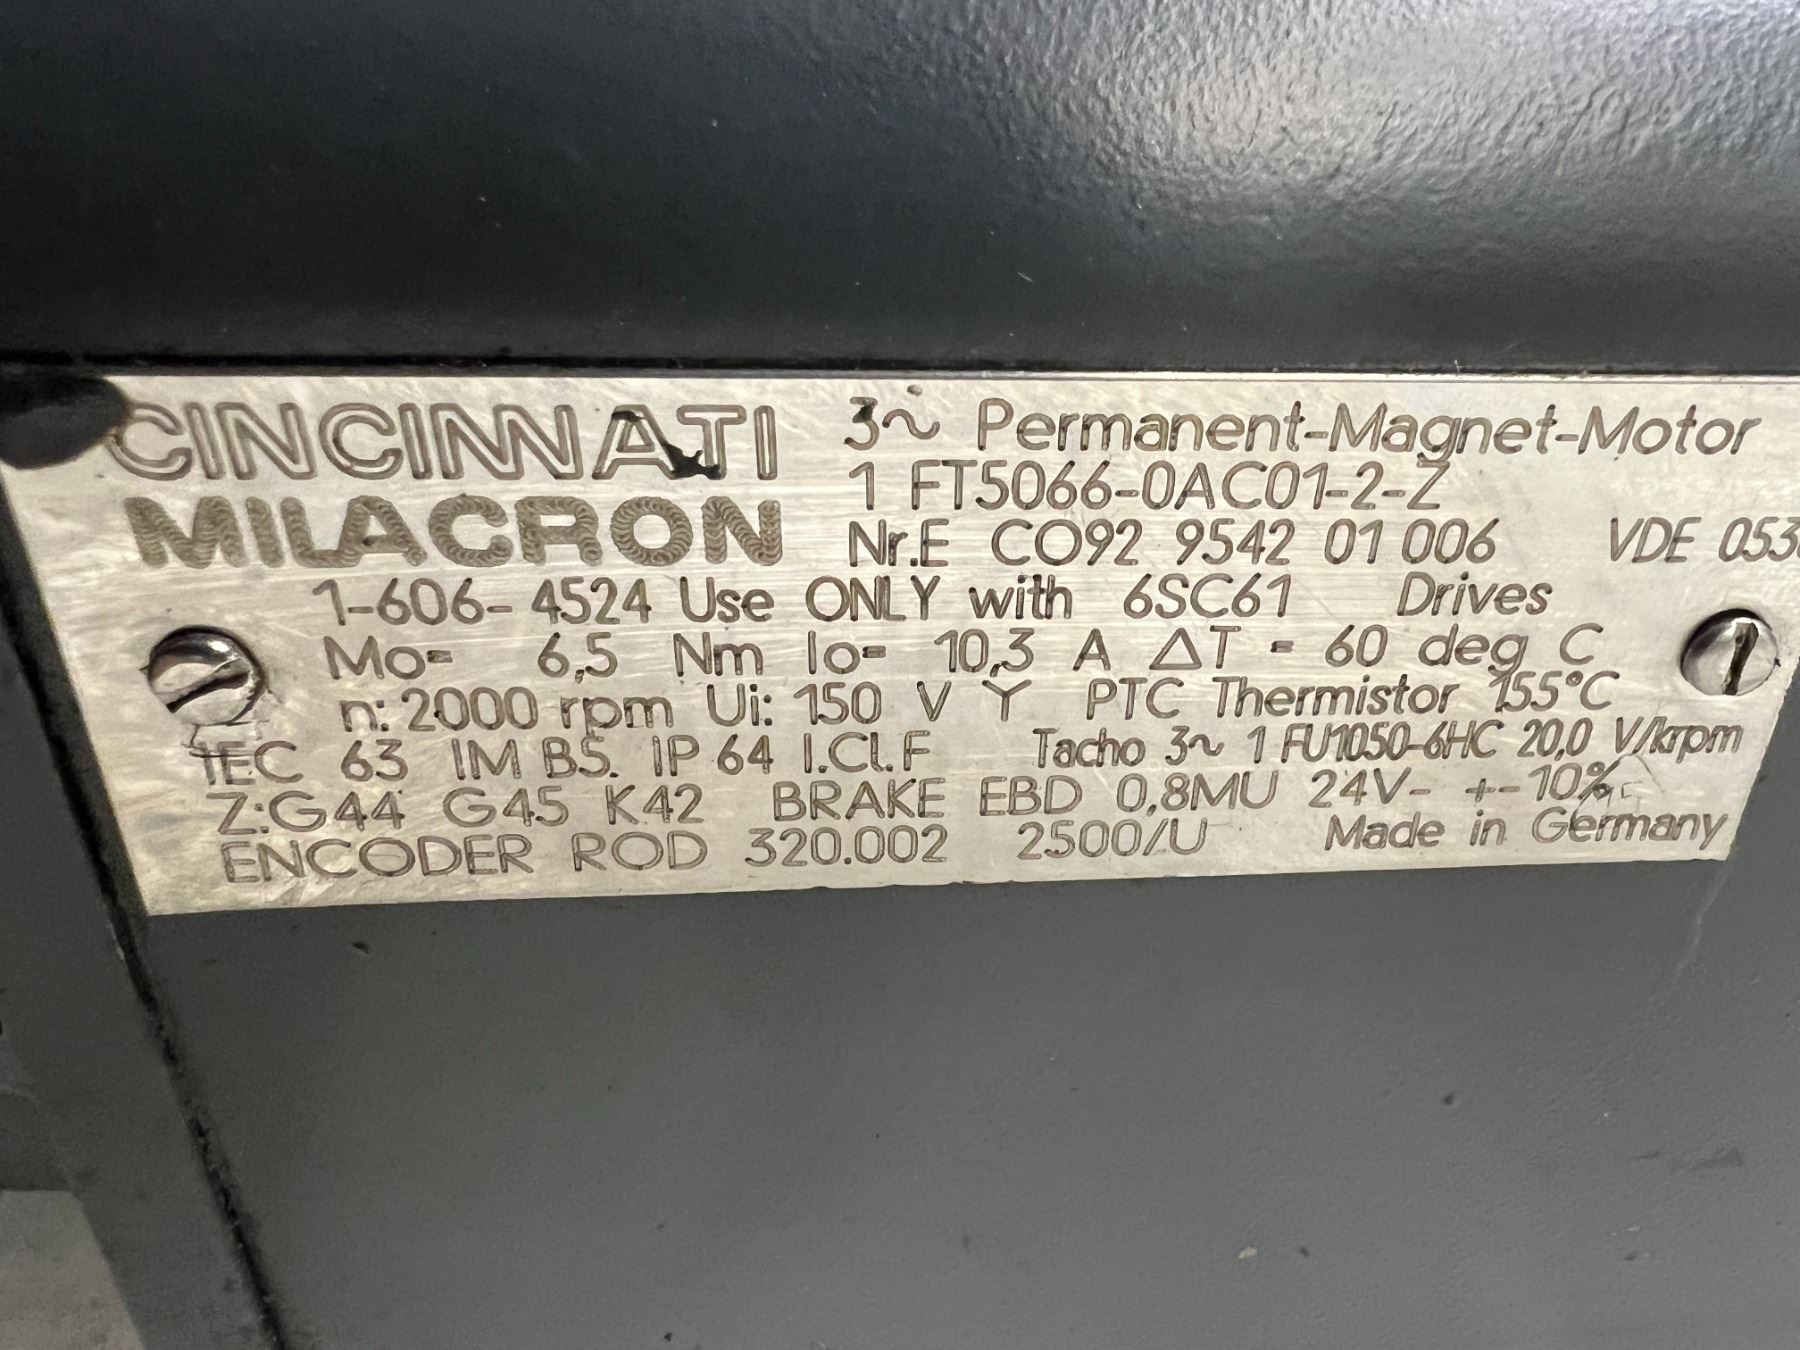 CINCINNATI
MILACRON
3~ Permanent-Magnet-Motor
1 FT5066-0AC01-2-Z
Nr.E CO92 9542 01 006 VDE 053
1-606-4524 Use ONLY with 6SC61 Drives
Mo= 6,5 Nm Io= 10,3 A ΔT = 60 deg C
n: 2000 rpm Ui: 150 V Y PTC Thermistor 155°C
IEC 63 IM B5. IP 64 I.Cl.F Tacho 3~ 1 FU1050-6HC 20,0 V/krpm
Z:G44 G45 K42 BRAKE EBD 0,8MU 24V- +-10%
ENCODER ROD 320.002 2500/U Made in Germany